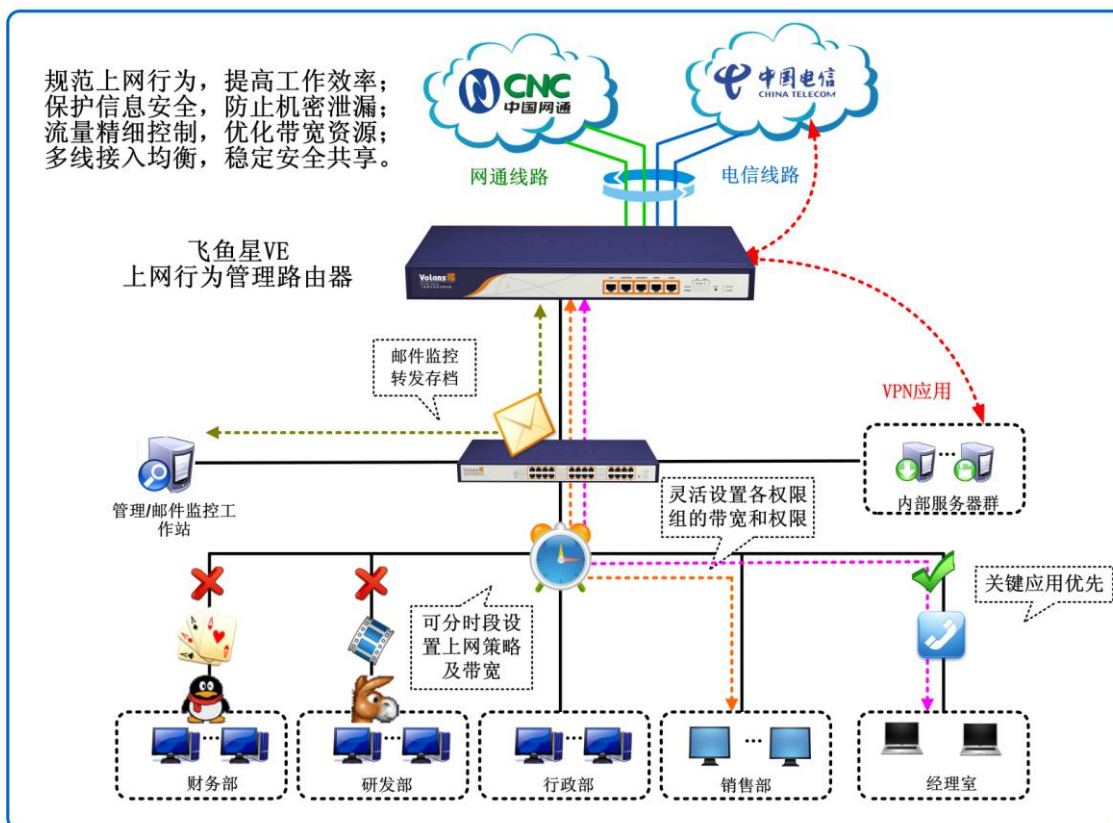 规范上网行为，提高工作效率；
保护信息安全，防止机密泄漏；
流量精细控制，优化带宽资源；
多线接入均衡，稳定安全共享。
CNC
中国网通
中国电信
CHINA TELECOM
网通线路
电信线路
飞鱼星VE
上网行为管理路由器
Volans
邮件监控
转发存档
VPN应用
Volans
管理/邮件监控工
作站
内部服务器群
灵活设置各权限
组的带宽和权限
关键应用优先
可分时段设
置上网策略
及带宽
财务部
研发部
行政部
销售部
经理室